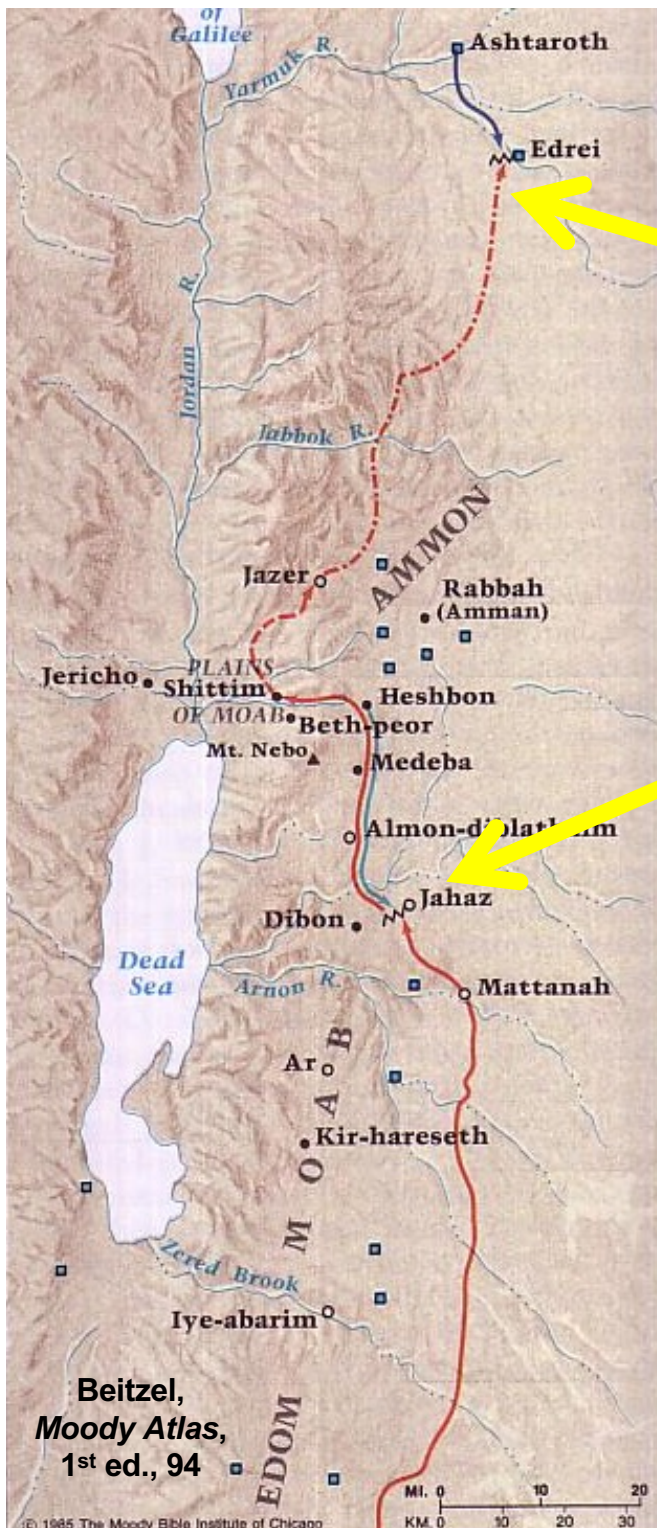 of
Galilee
Ashtaroth
Yarmuk R.
Edrei
Jordan R.
Jabbok R.
AMMON
Jazer
Rabbah
(Amman)
PLAINS
Jericho
Shittim
Heshbon
OF MOAB
Beth-peor
Mt. Nebo
Medeba
Almon-diblathaim
Jahaz
Dibon
Dead
Sea
Arnon R.
Mattanah
Ar
MOAB
Kir-hareseth
Zered Brook
Iye-abarim
Beitzel,
Moody Atlas,
1st ed., 94
EDOM
MI. 0 10 20
KM. 0 10 20 30
© 1985 The Moody Bible Institute of Chicago